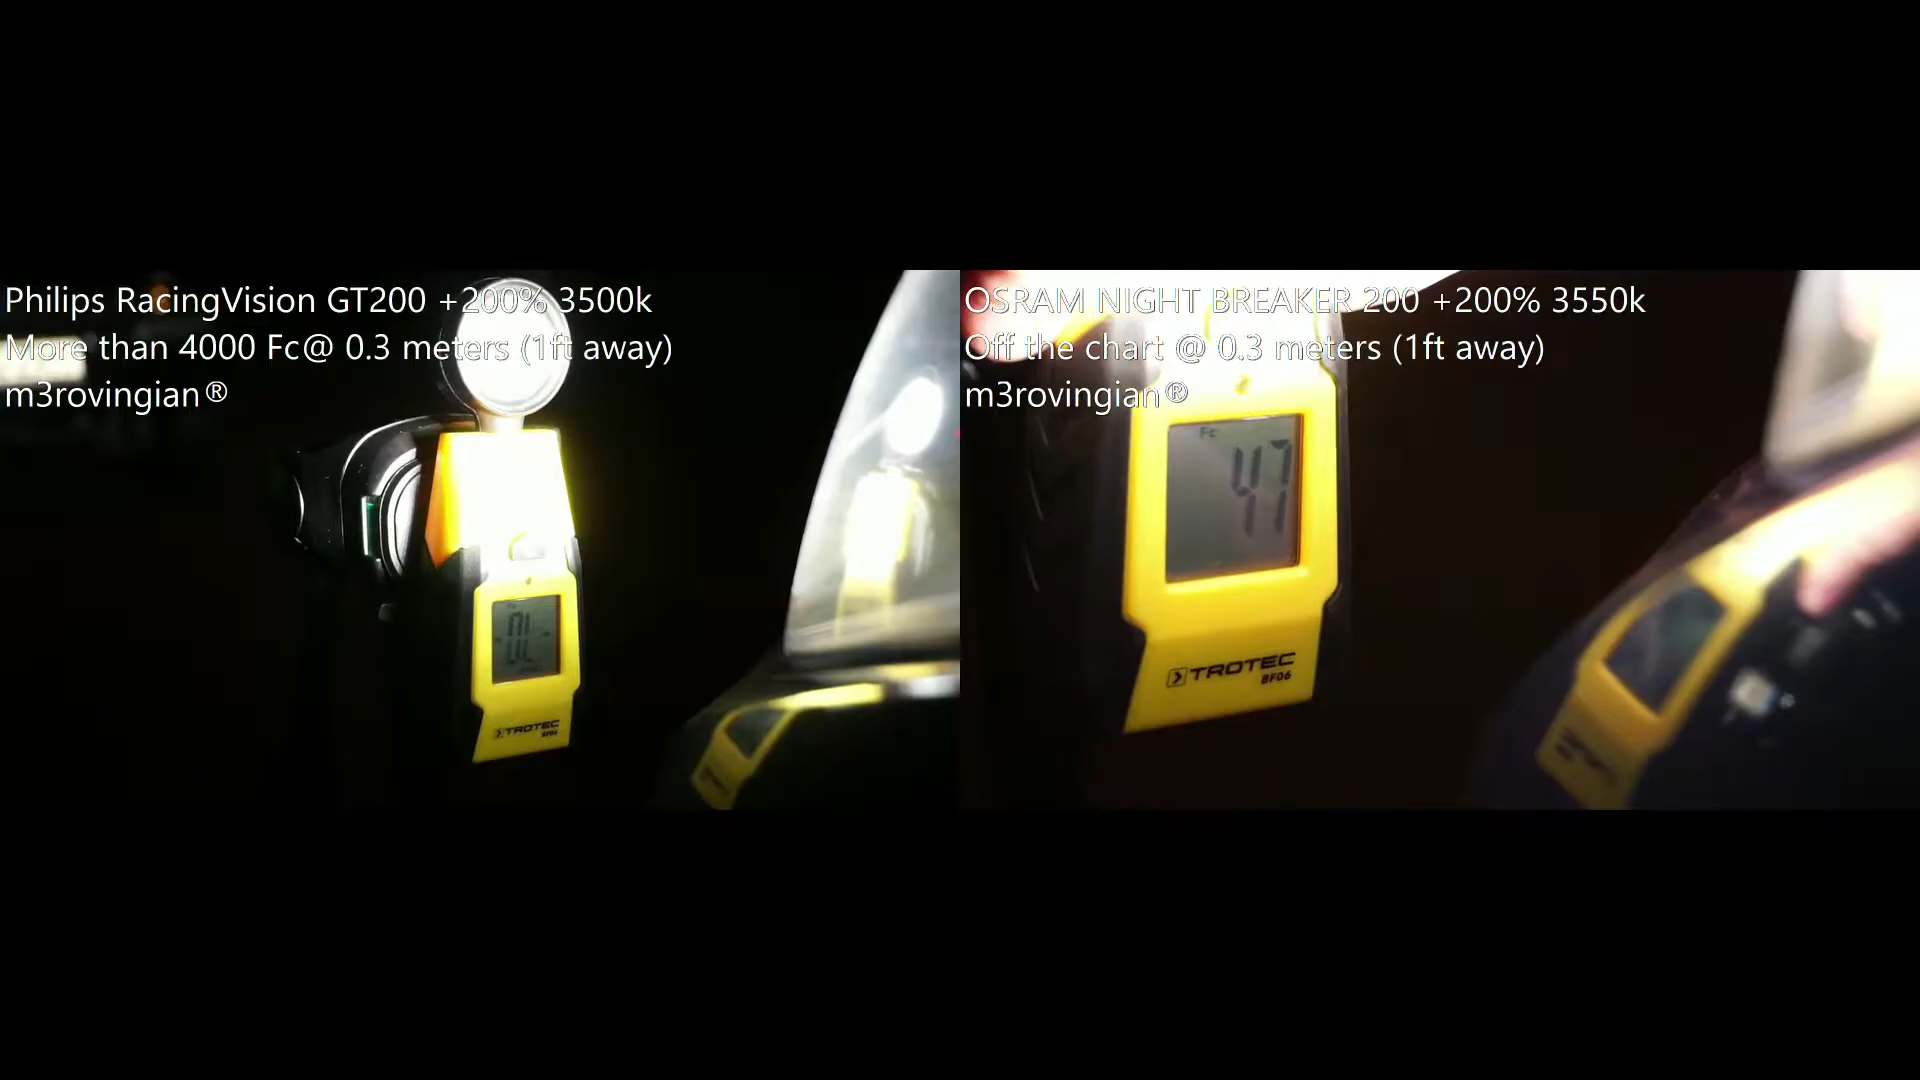 Philips RacingVision GT200 +200% 3500k
More than 4000 Fc@ 0.3 meters (1ft away)
m3rovingian®
OL
TROTEC
BF06
OSRAM NIGHT BREAKER 200 +200% 3550k
Off the chart @ 0.3 meters (1ft away)
m3rovingian®
Fc
47
TROTEC
BF06